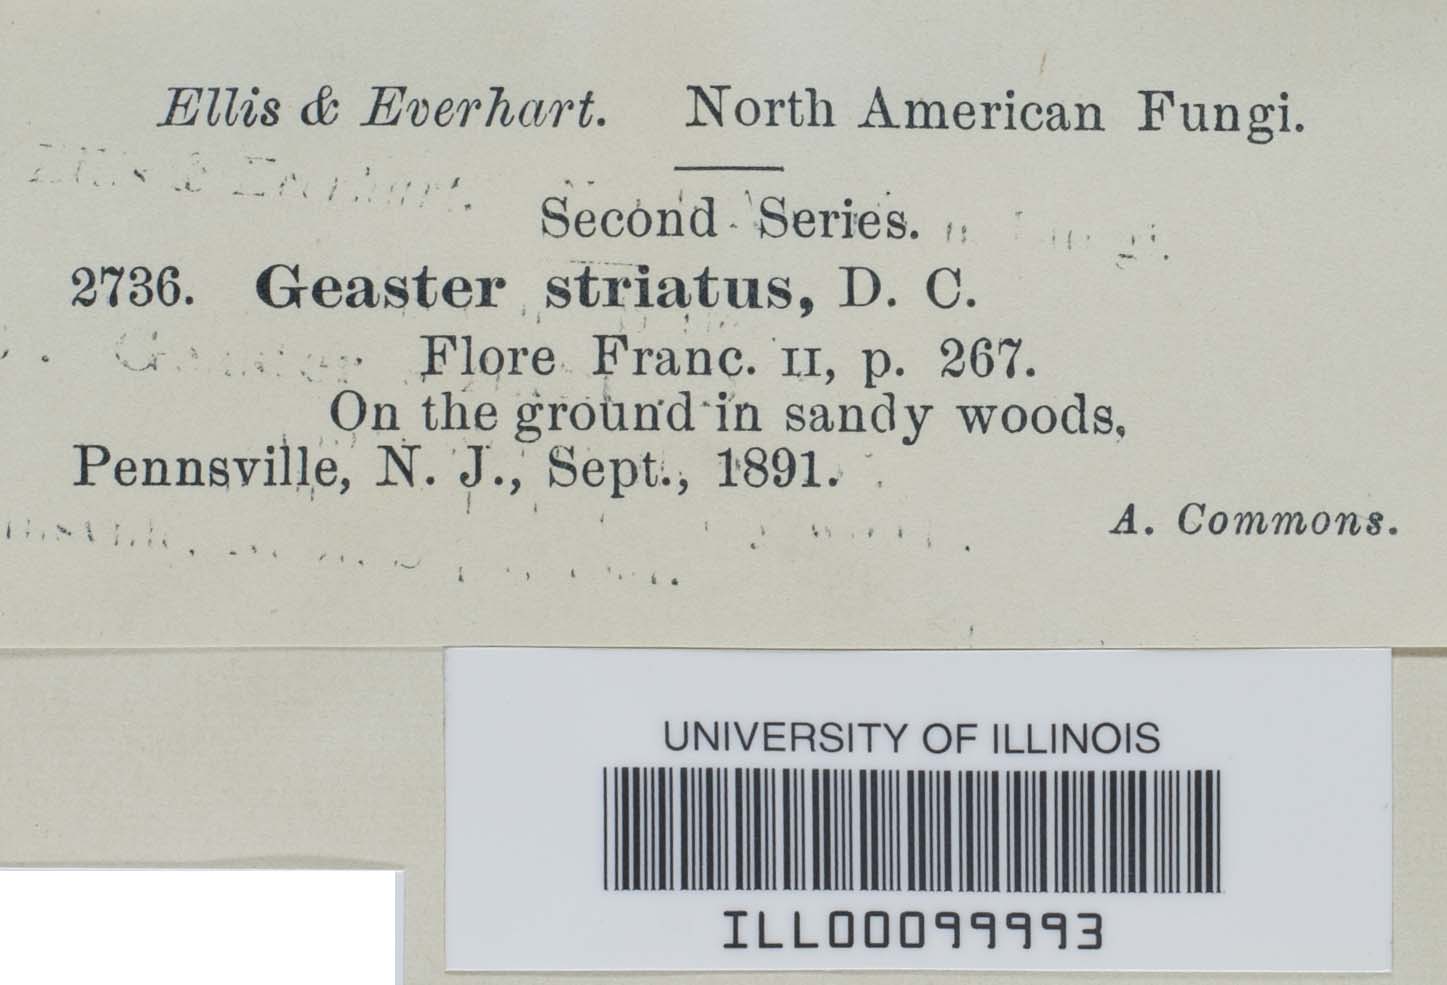 Ellis & Everhart. North American Fungi.
Second Series.
2736. Geaster striatus, D. C.
Flore Franc. II, p. 267.
On the ground in sandy woods,
Pennsville, N. J., Sept., 1891.
A. Commons.
UNIVERSITY OF ILLINOIS
ILL00099993